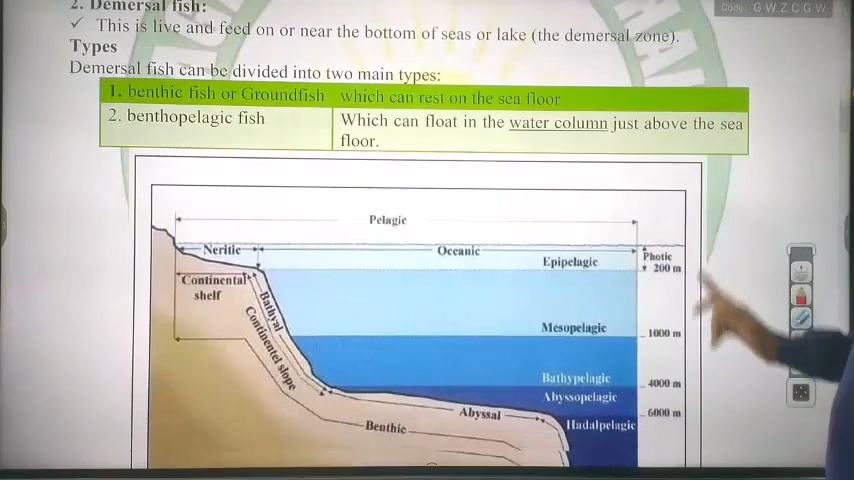 2. Demersal fish:
Code: G W Z C G W
✓ This is live and feed on or near the bottom of seas or lake (the demersal zone).
Types
Demersal fish can be divided into two main types:
1. benthic fish or Groundfish which can rest on the sea floor
2. benthopelagic fish Which can float in the water column just above the sea
floor.
Pelagic
Neritic
Oceanic
Epipelagic
Photic
200 m
Continental
shelf
Bathyal
Continentel slope
Mesopelagic
1000 m
Bathypelagic
4000 m
Abyssopelagic
Abyssal
6000 m
Benthic
Hadalpelagic